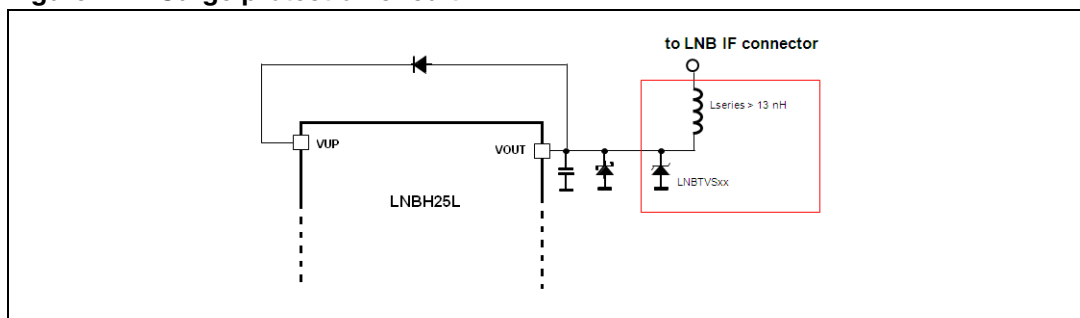 to LNB IF connector
Lseries > 13 nH
VUP
VOUT
LNBTVSxx
LNBH25L